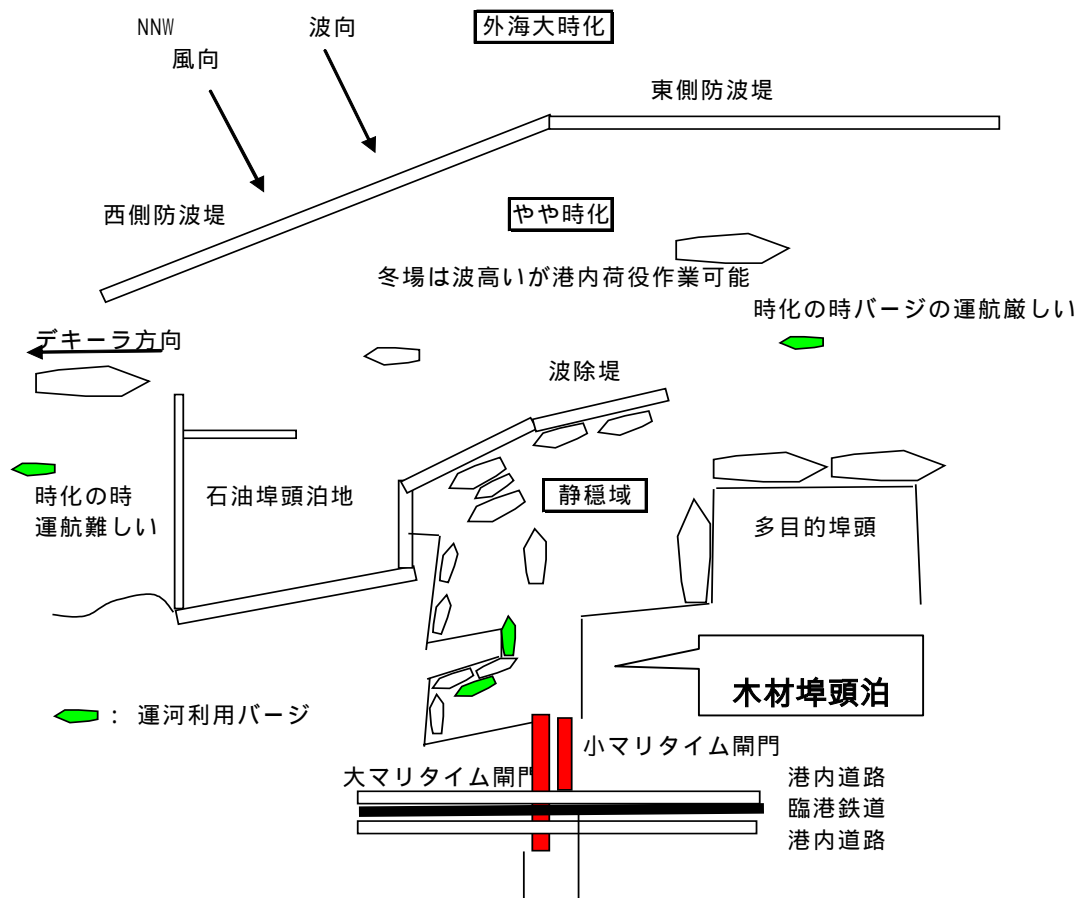 NNW
風向
波向
外海大時化
東側防波堤
西側防波堤
やや時化
冬場は波高いが港内荷役作業可能
時化の時バージの運航厳しい
デキーラ方向
波除堤
時化の時
運航難しい
石油埠頭泊地
静穏域
多目的埠頭
木材埠頭泊
: 運河利用バージ
小マリタイム閘門
大マリタイム閘門
港内道路
臨港鉄道
港内道路